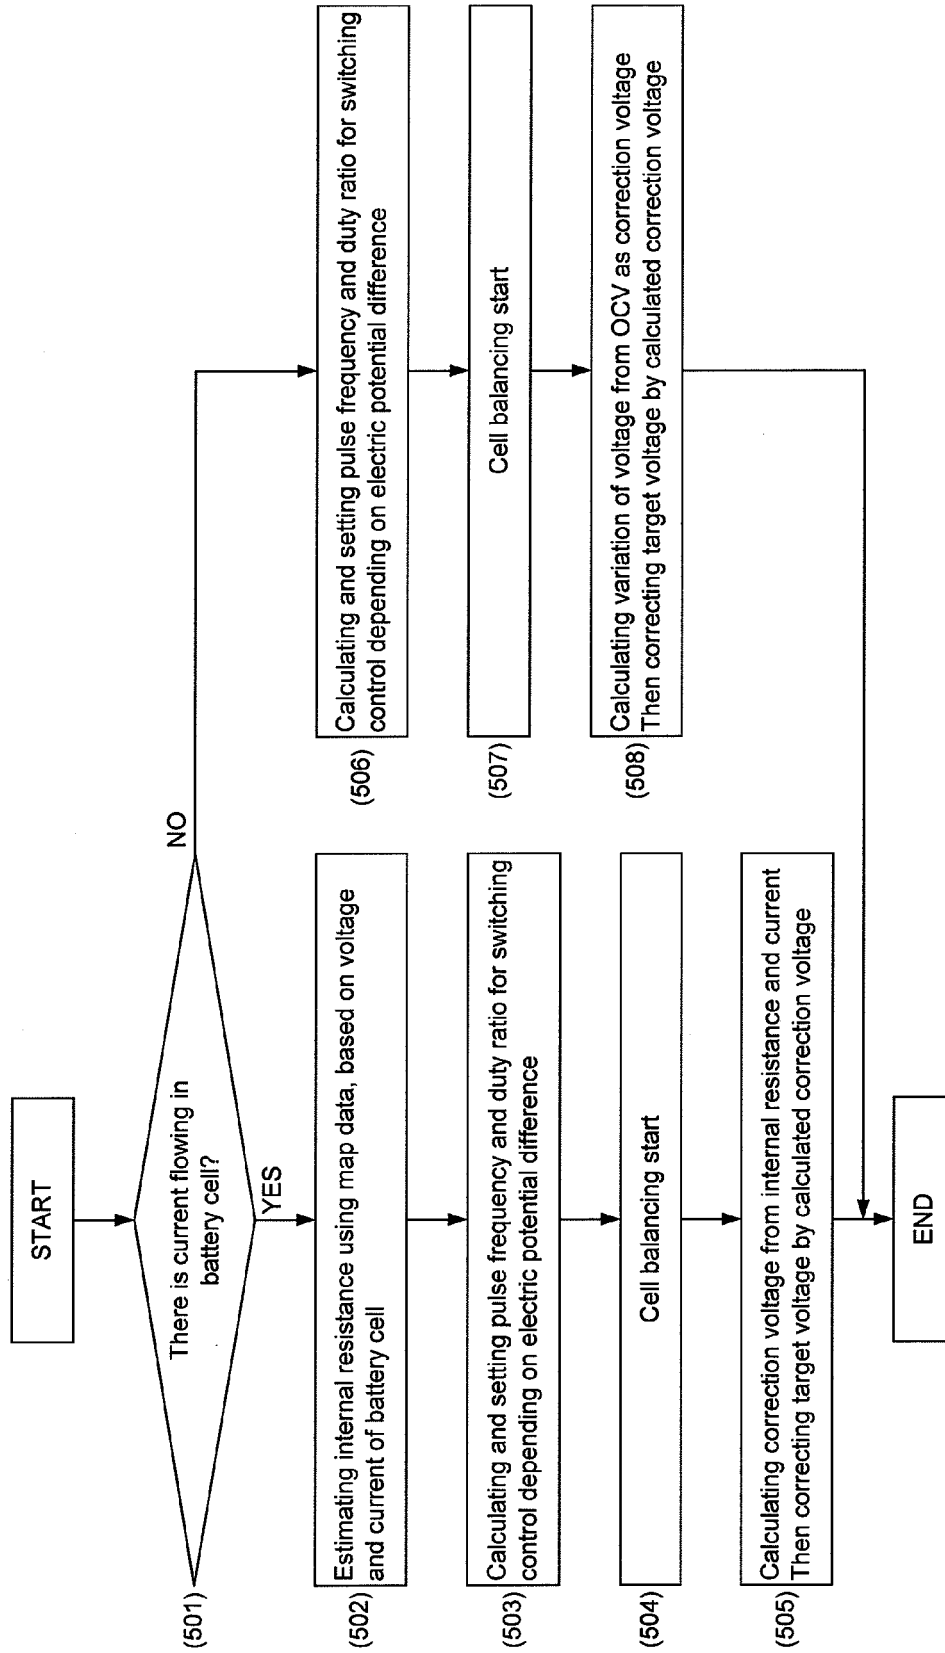 START
There is current flowing in
battery cell?
(501)
NO
YES
Estimating internal resistance using map data, based on voltage
and current of battery cell
(502)
Calculating and setting pulse frequency and duty ratio for switching
control depending on electric potential difference
(503)
Cell balancing start
(504)
Calculating correction voltage from internal resistance and current
Then correcting target voltage by calculated correction voltage
(505)
Calculating and setting pulse frequency and duty ratio for switching
control depending on electric potential difference
(506)
Cell balancing start
(507)
Calculating variation of voltage from OCV as correction voltage
Then correcting target voltage by calculated correction voltage
(508)
END